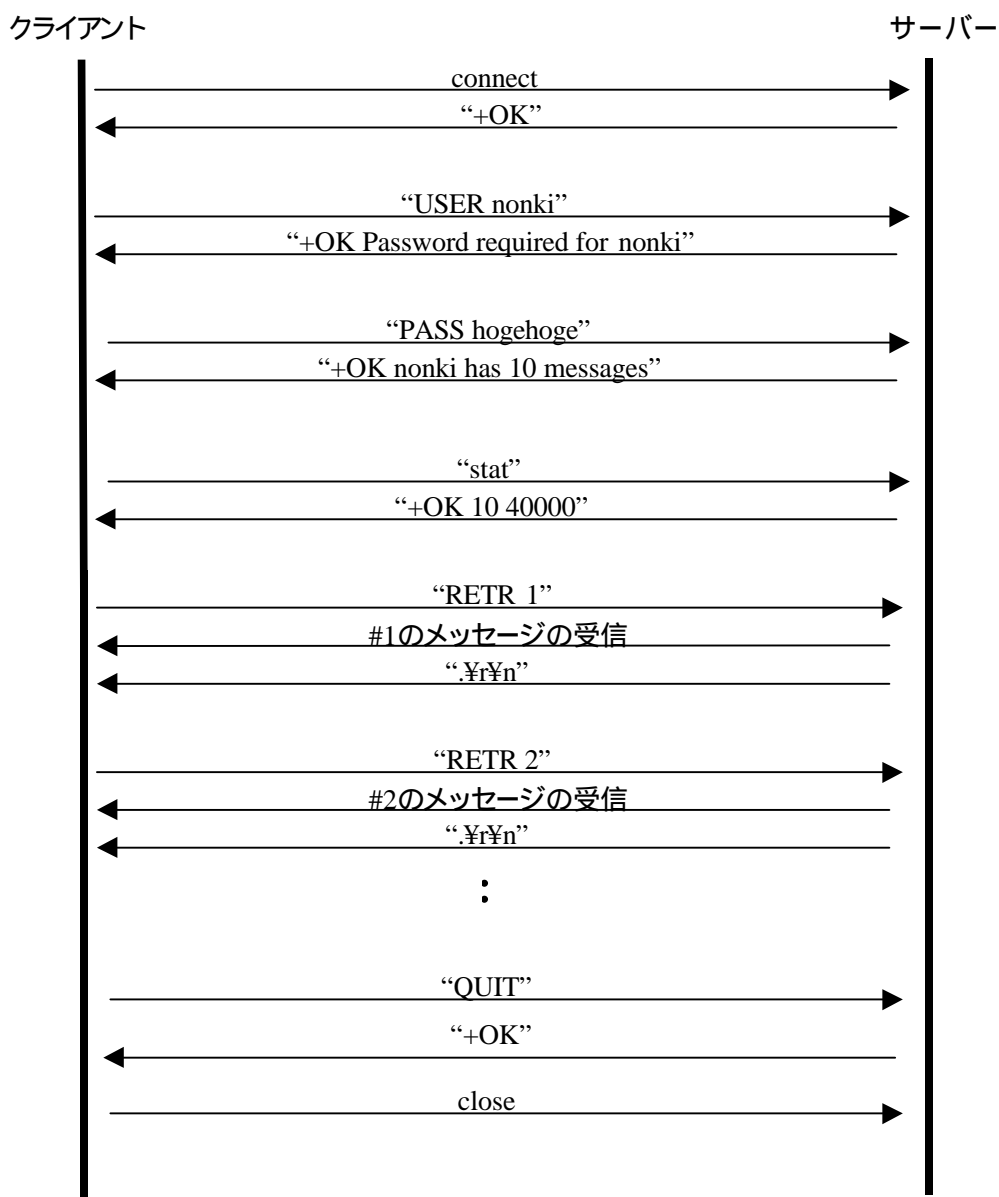 クライアント
サーバー
connect
“+OK”
“USER nonki”
“+OK Password required for nonki”
“PASS hogehoge”
“+OK nonki has 10 messages”
“stat”
“+OK 10 40000”
“RETR 1”
#1のメッセージの受信
“.¥r¥n”
“RETR 2”
#2のメッセージの受信
“.¥r¥n”
:
“QUIT”
“+OK”
close